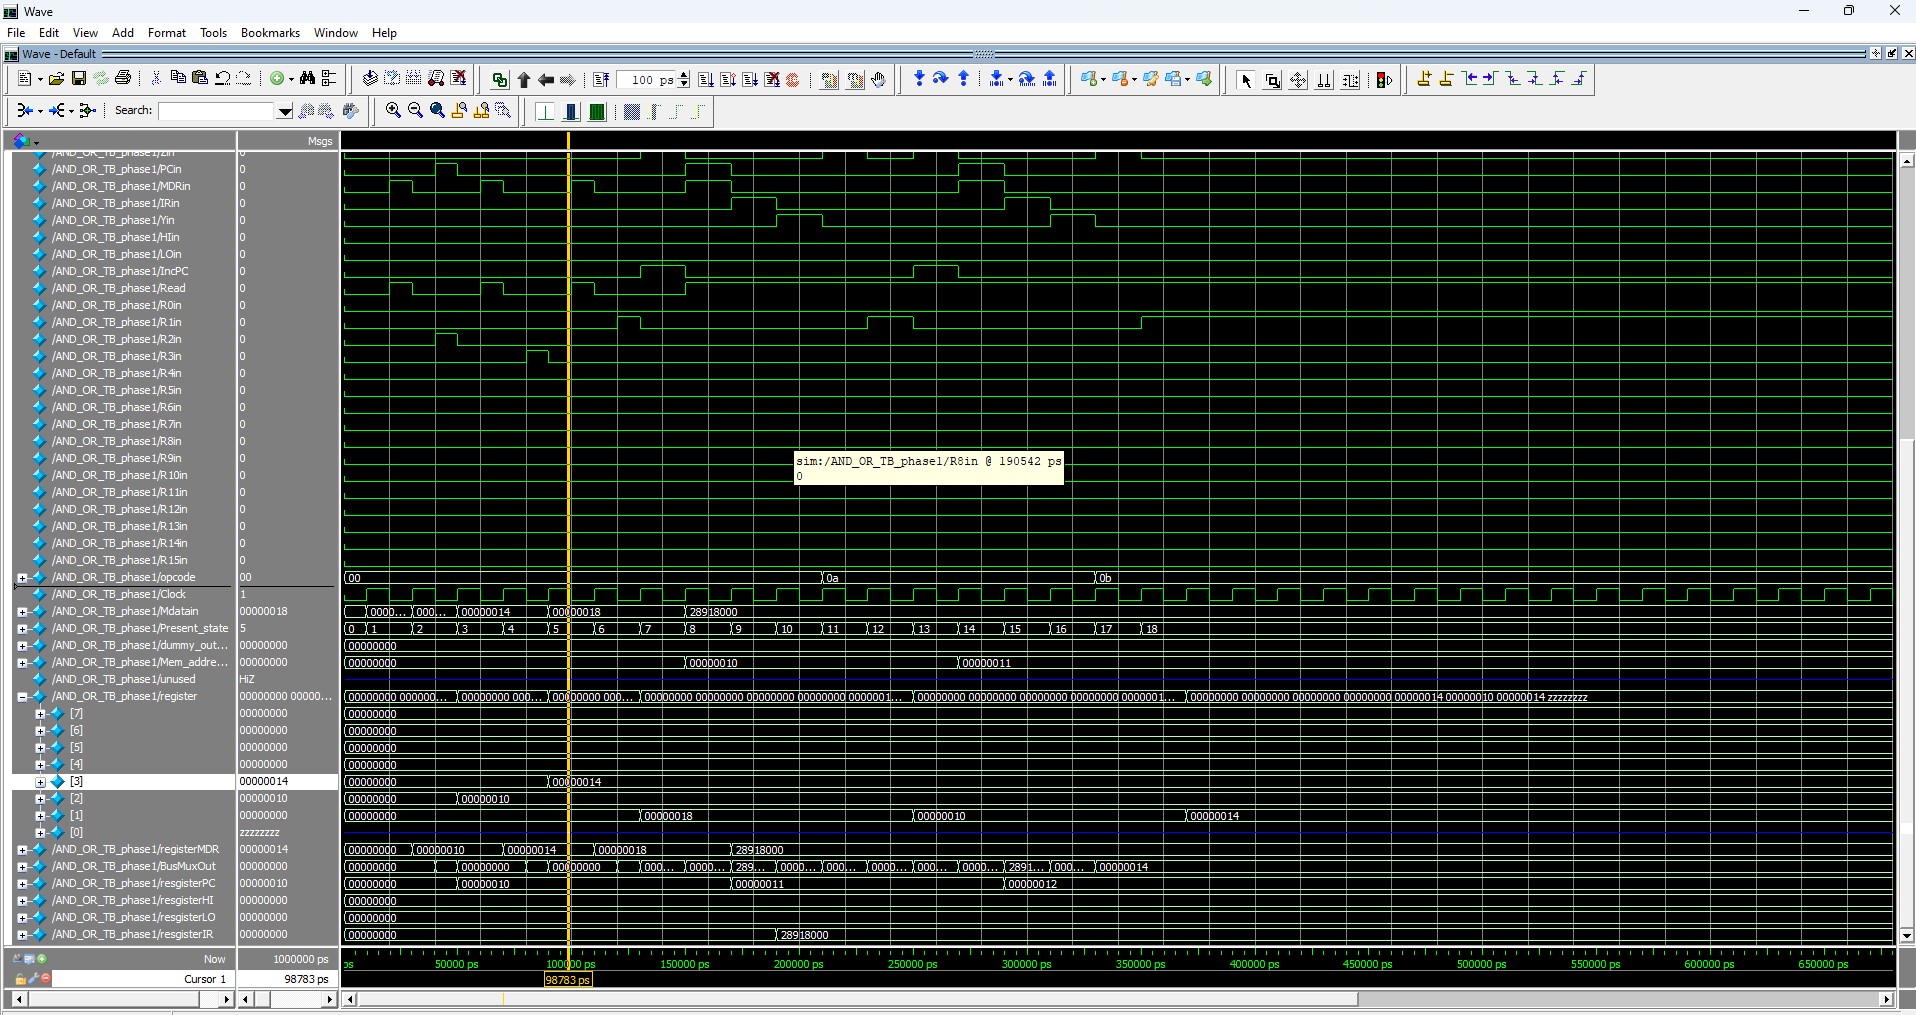 Wave
File Edit View Add Format Tools Bookmarks Window Help
Wave - Default
100 ps
Search:
Msgs
/AND_OR_TB_phase1/Zin 0
/AND_OR_TB_phase1/PCin 0
/AND_OR_TB_phase1/MDRin 0
/AND_OR_TB_phase1/IRin 0
/AND_OR_TB_phase1/Yin 0
/AND_OR_TB_phase1/HIin 0
/AND_OR_TB_phase1/LOin 0
/AND_OR_TB_phase1/IncPC 0
/AND_OR_TB_phase1/Read 0
/AND_OR_TB_phase1/R0in 0
/AND_OR_TB_phase1/R1in 0
/AND_OR_TB_phase1/R2in 0
/AND_OR_TB_phase1/R3in 0
/AND_OR_TB_phase1/R4in 0
/AND_OR_TB_phase1/R5in 0
/AND_OR_TB_phase1/R6in 0
/AND_OR_TB_phase1/R7in 0
/AND_OR_TB_phase1/R8in 0
/AND_OR_TB_phase1/R9in 0
sim:/AND_OR_TB_phase1/R8in @ 190542 ps
0
/AND_OR_TB_phase1/R10in 0
/AND_OR_TB_phase1/R11in 0
/AND_OR_TB_phase1/R12in 0
/AND_OR_TB_phase1/R13in 0
/AND_OR_TB_phase1/R14in 0
/AND_OR_TB_phase1/R15in 0
/AND_OR_TB_phase1/opcode 00 00 0a 0b
/AND_OR_TB_phase1/Clock 1
/AND_OR_TB_phase1/Mdatain 00000018 0000... 000... 00000014 00000018 28918000
/AND_OR_TB_phase1/Present_state 5 0 1 2 3 4 5 6 7 8 9 10 11 12 13 14 15 16 17 18
/AND_OR_TB_phase1/dummy_out... 00000000 00000000
/AND_OR_TB_phase1/Mem_addre... 00000000 00000000 00000010 00000011
/AND_OR_TB_phase1/unused HiZ
/AND_OR_TB_phase1/register 00000000 00000... 00000000 000000... 00000000 000... 00000000 000... 00000000 00000000 00000000 00000000 0000001... 00000000 00000000 00000000 00000000 0000001... 00000000 00000000 00000000 00000000 00000014 00000010 00000014 zzzzzzzz
[7] 00000000 00000000
[6] 00000000 00000000
[5] 00000000 00000000
[4] 00000000 00000000
[3] 00000014 00000000 00000014
[2] 00000010 00000000 00000010
[1] 00000000 00000000 00000018 00000010 00000014
[0] zzzzzzzz
/AND_OR_TB_phase1/registerMDR 00000014 00000000 00000010 00000014 00000018 28918000
/AND_OR_TB_phase1/BusMuxOut 00000000 00000000 00000000 00000000 000... 0000... 289... 0000... 000... 0000... 000... 0000... 2891... 000... 00000014
/AND_OR_TB_phase1/resgisterPC 00000010 00000000 00000010 00000011 00000012
/AND_OR_TB_phase1/resgisterHI 00000000 00000000
/AND_OR_TB_phase1/resgisterLO 00000000 00000000
/AND_OR_TB_phase1/resgisterIR 00000000 00000000 28918000
Now 1000000 ps ps 50000 ps 100000 ps 150000 ps 200000 ps 250000 ps 300000 ps 350000 ps 400000 ps 450000 ps 500000 ps 550000 ps 600000 ps 650000 ps
Cursor 1 98783 ps 98783 ps